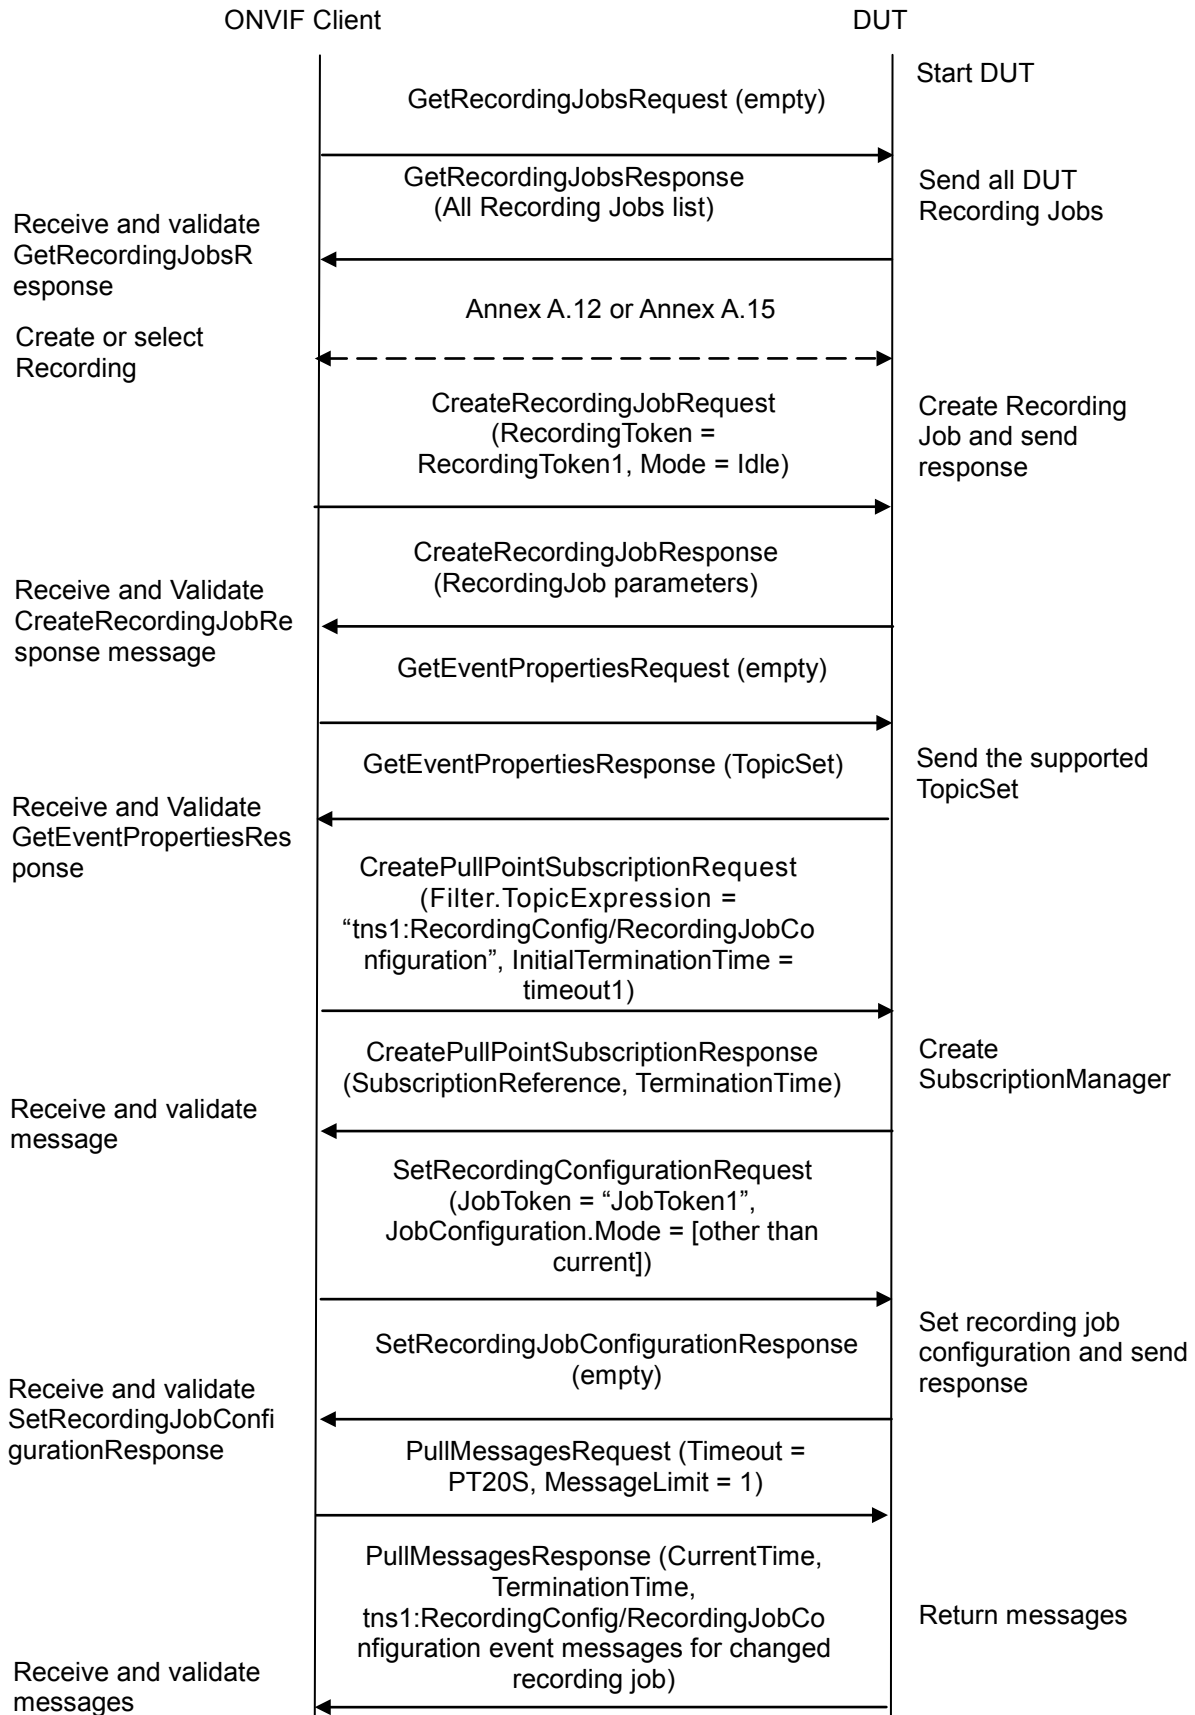 ONVIF Client
DUT
Start DUT
GetRecordingJobsRequest (empty)
GetRecordingJobsResponse
(All Recording Jobs list)
Send all DUT
Recording Jobs
Receive and validate
GetRecordingJobsR
esponse
Annex A.12 or Annex A.15
Create or select
Recording
CreateRecordingJobRequest
(RecordingToken =
RecordingToken1, Mode = Idle)
Create Recording
Job and send
response
CreateRecordingJobResponse
(RecordingJob parameters)
Receive and Validate
CreateRecordingJobRe
sponse message
GetEventPropertiesRequest (empty)
GetEventPropertiesResponse (TopicSet)
Send the supported
TopicSet
Receive and Validate
GetEventPropertiesRes
ponse
CreatePullPointSubscriptionRequest
(Filter.TopicExpression =
“tns1:RecordingConfig/RecordingJobCo
nfiguration”, InitialTerminationTime =
timeout1)
CreatePullPointSubscriptionResponse
(SubscriptionReference, TerminationTime)
Create
SubscriptionManager
Receive and validate
message
SetRecordingConfigurationRequest
(JobToken = “JobToken1”,
JobConfiguration.Mode = [other than
current])
SetRecordingJobConfigurationResponse
(empty)
Set recording job
configuration and send
response
Receive and validate
SetRecordingJobConfi
gurationResponse
PullMessagesRequest (Timeout =
PT20S, MessageLimit = 1)
PullMessagesResponse (CurrentTime,
TerminationTime,
tns1:RecordingConfig/RecordingJobCo
nfiguration event messages for changed
recording job)
Return messages
Receive and validate
messages